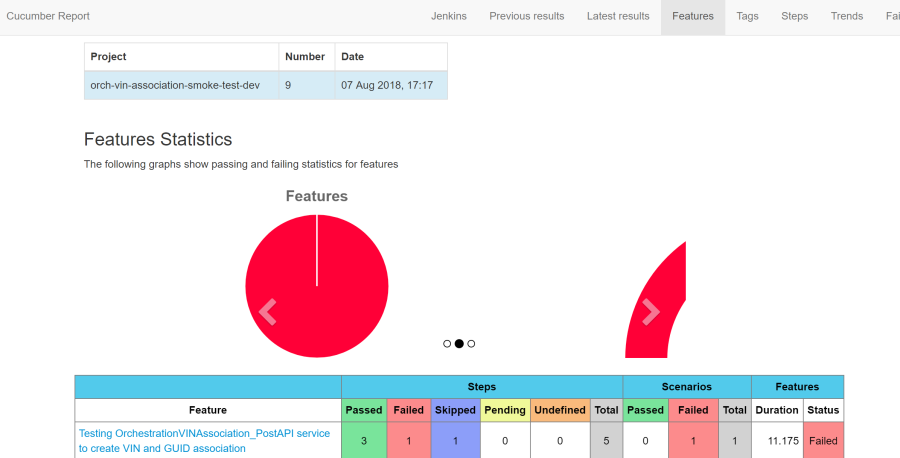 Cucumber Report Jenkins Previous results Latest results Features Tags Steps Trends Fai
Project Number Date
orch-vin-association-smoke-test-dev 9 07 Aug 2018, 17:17
Features Statistics
The following graphs show passing and failing statistics for features
Features
Steps Scenarios Features
Feature Passed Failed Skipped Pending Undefined Total Passed Failed Total Duration Status
Testing OrchestrationVINAssociation_PostAPI service
to create VIN and GUID association 3 1 1 0 0 5 0 1 1 11.175 Failed